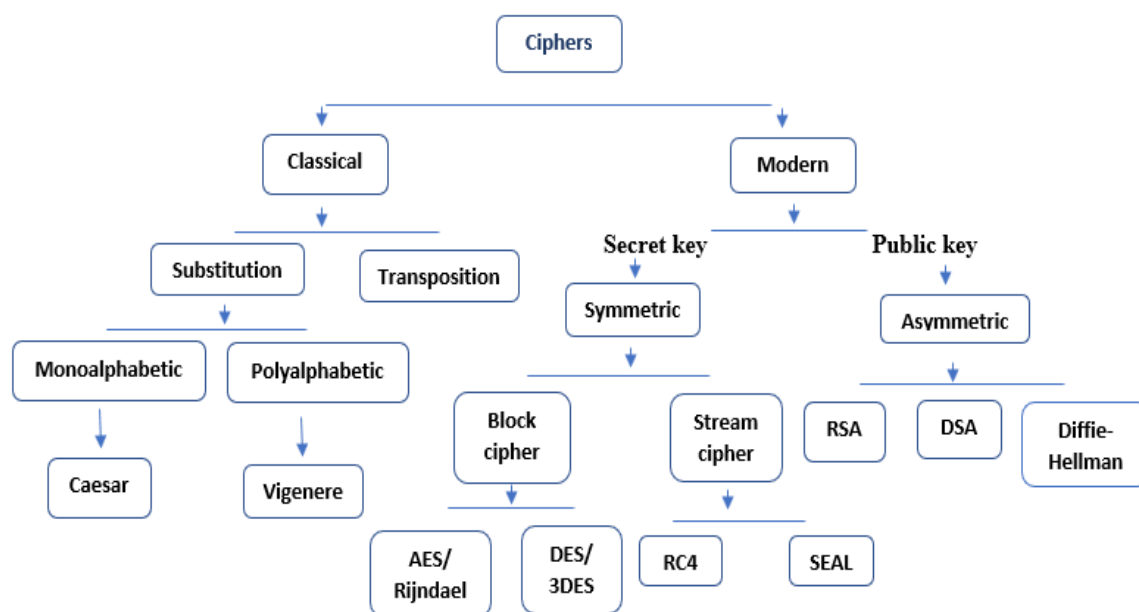 Ciphers
Classical
Modern
Secret key
Public key
Substitution
Transposition
Symmetric
Asymmetric
Monoalphabetic
Polyalphabetic
Block
cipher
Stream
cipher
RSA
DSA
Diffie-
Hellman
Caesar
Vigenere
AES/
Rijndael
DES/
3DES
RC4
SEAL